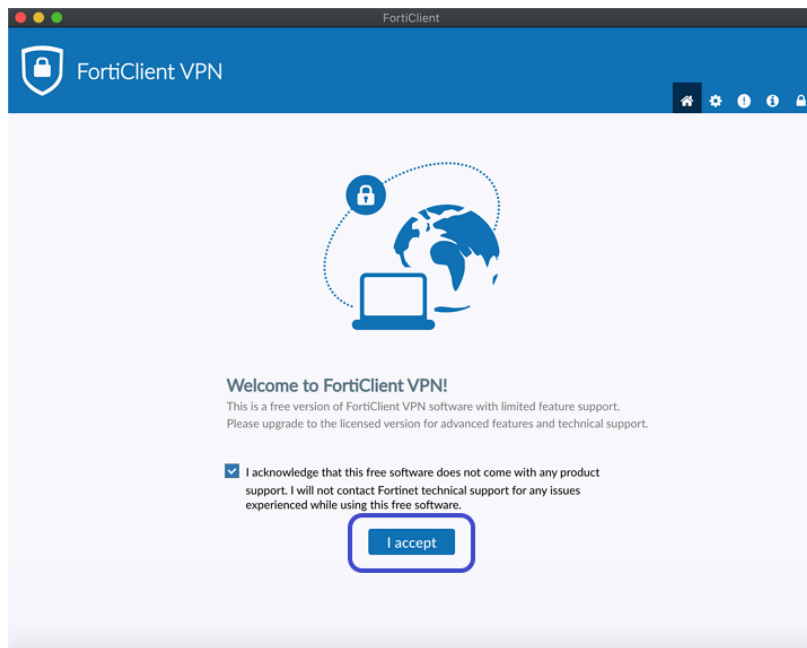 FortiClient
FortiClient VPN
Welcome to FortiClient VPN!
This is a free version of FortiClient VPN software with limited feature support.
Please upgrade to the licensed version for advanced features and technical support.
I acknowledge that this free software does not come with any product
support. I will not contact Fortinet technical support for any issues
experienced while using this free software.
I accept